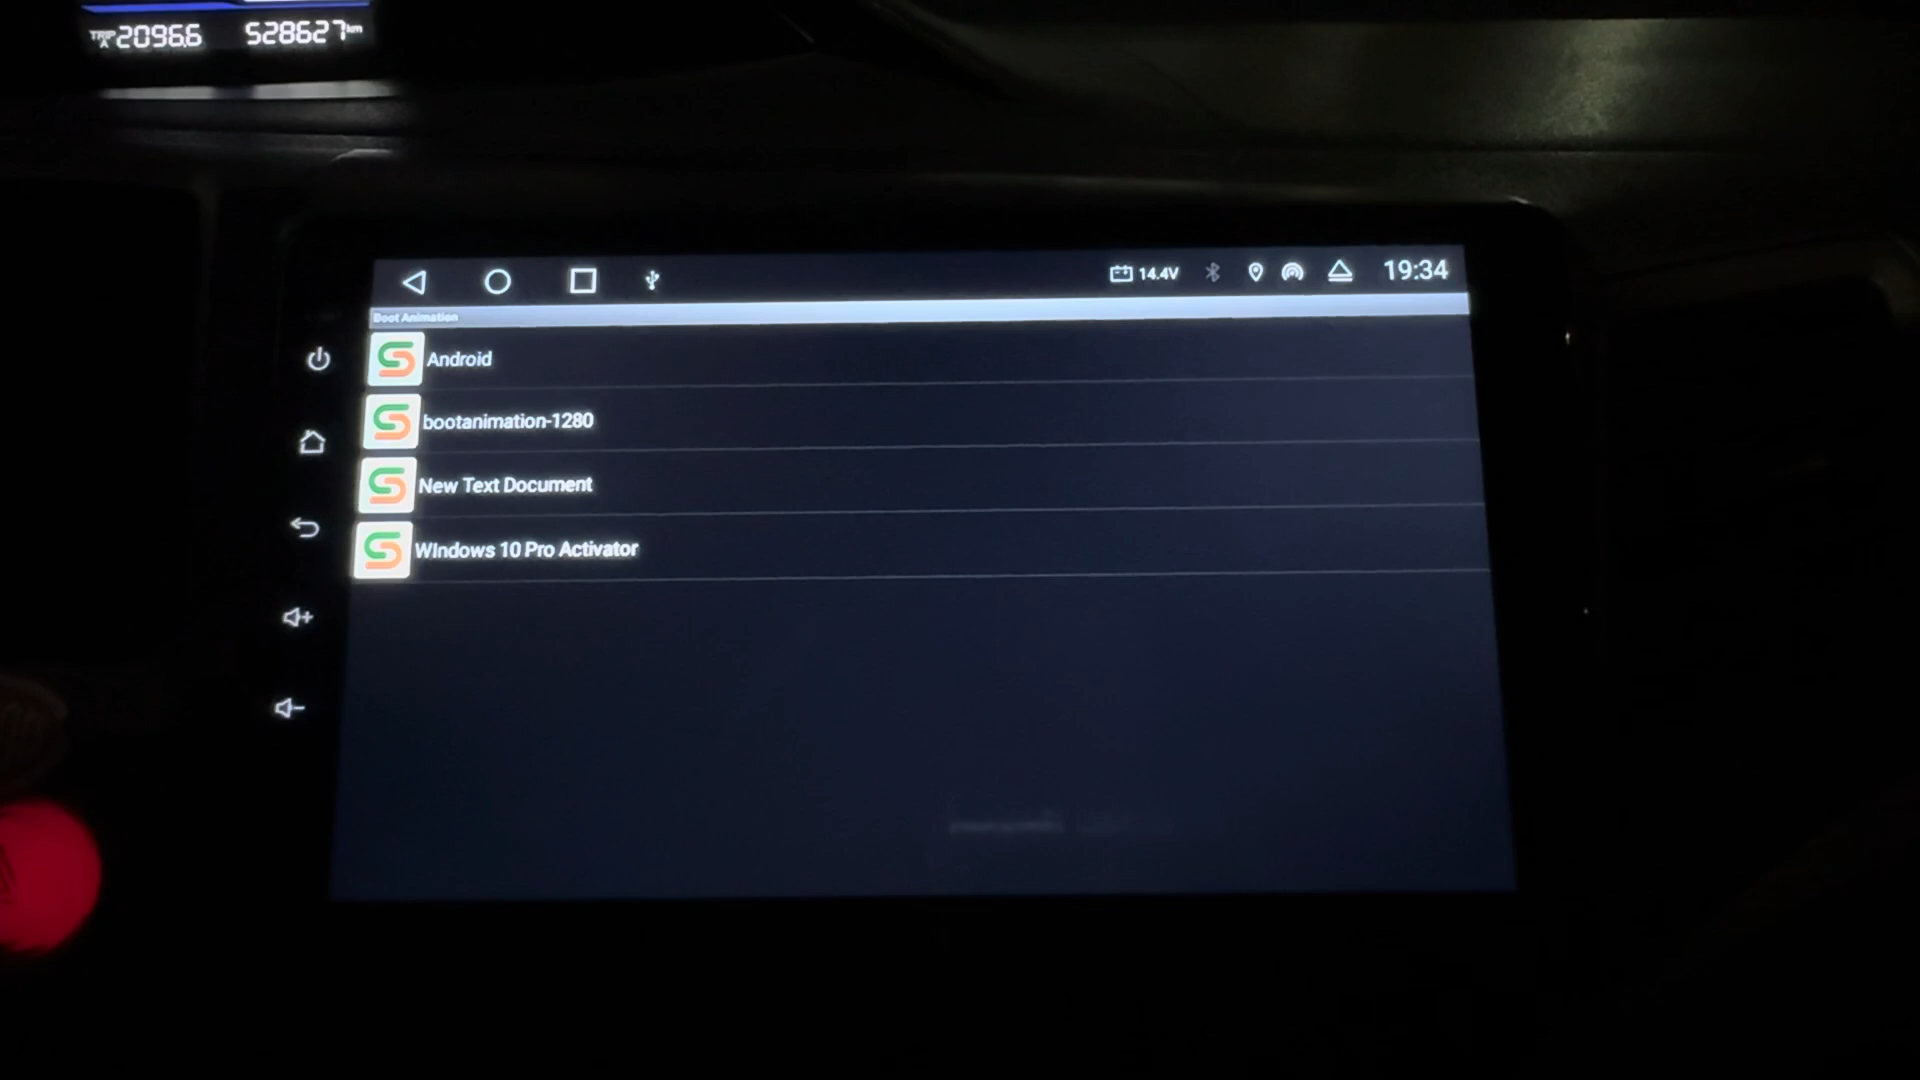 TRIP A 2096.6 528627 km
14.4V 19:34
Boot Animation
Android
bootanimation-1280
New Text Document
Windows 10 Pro Activator